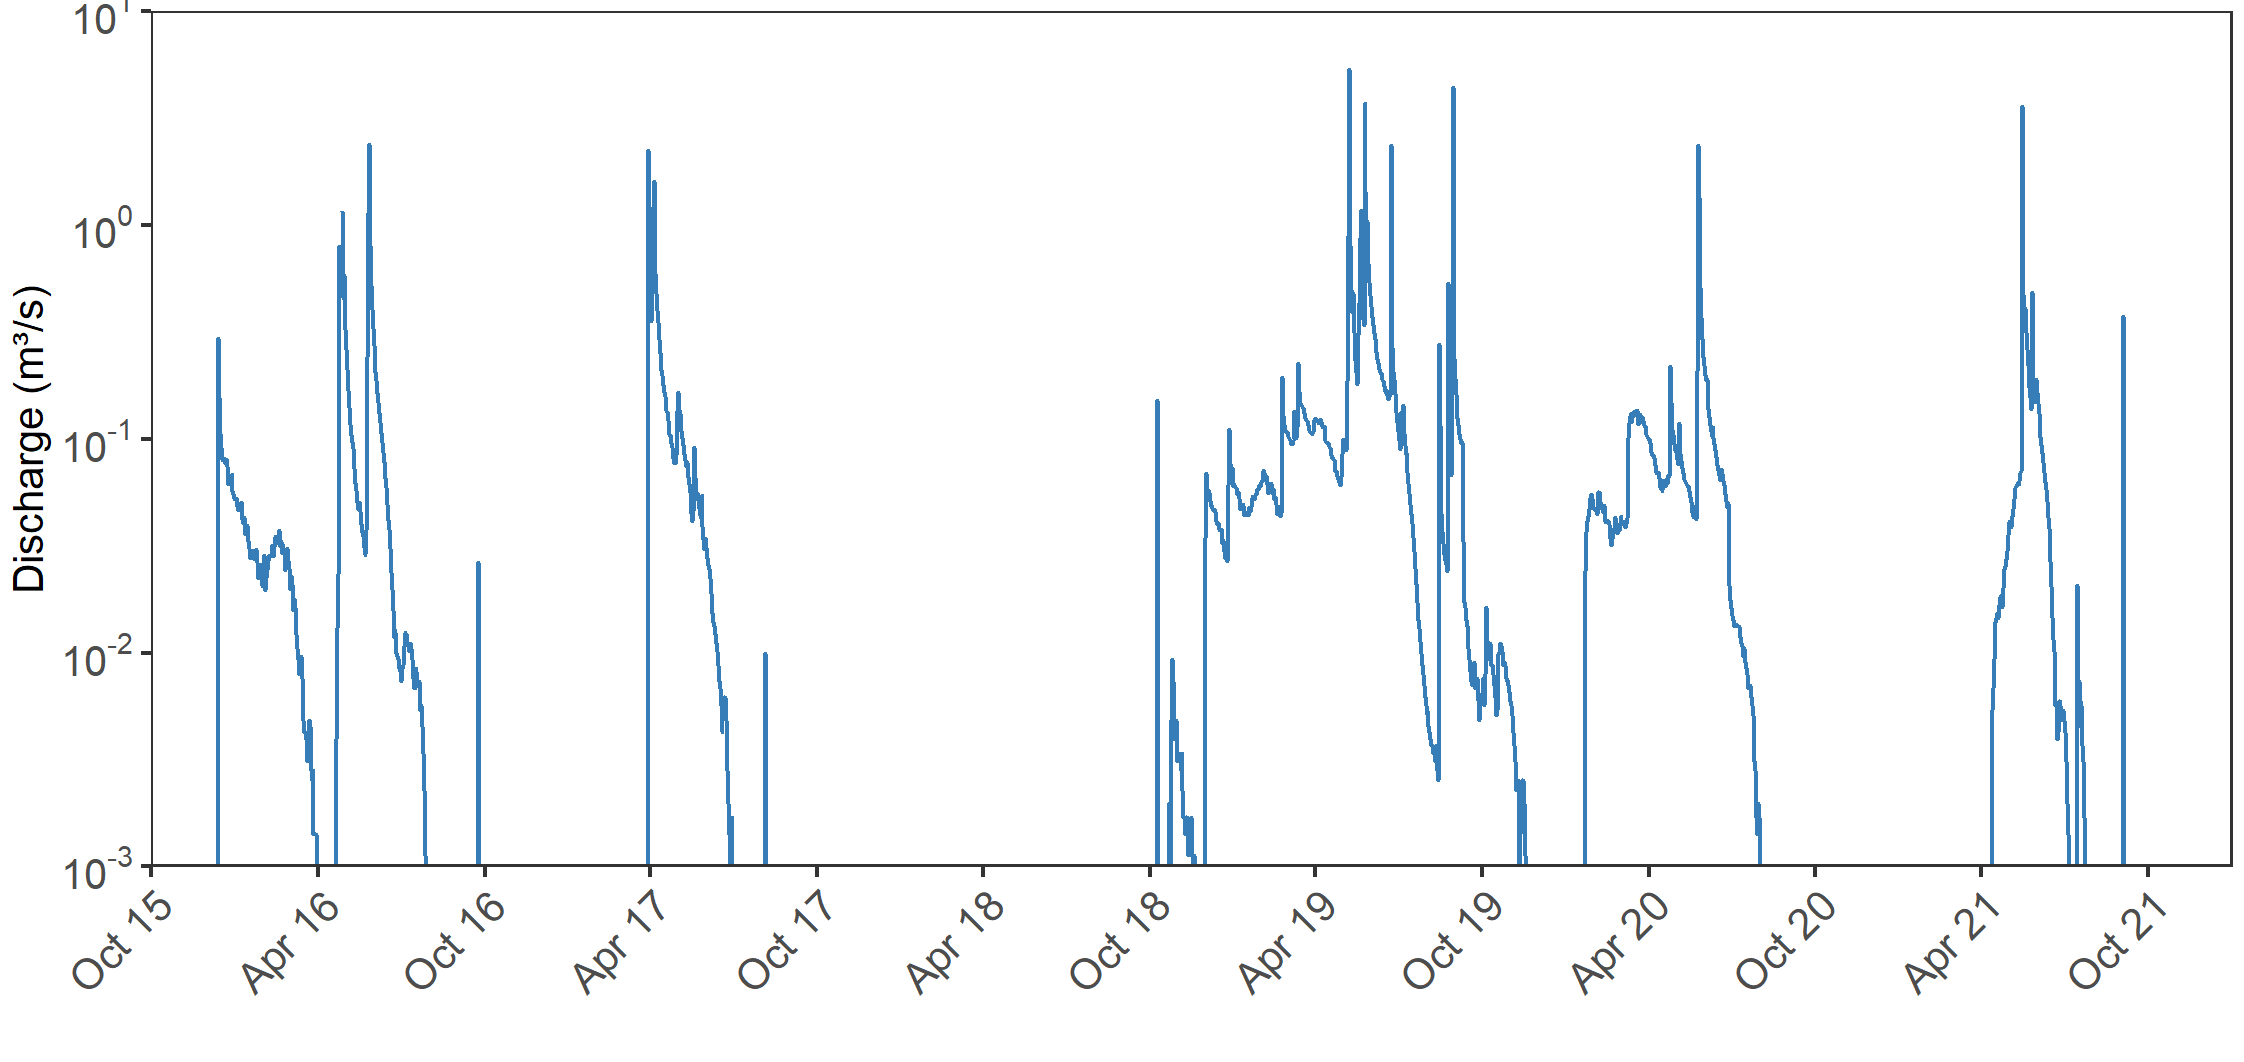 Discharge (m³/s)
10¹
10⁰
10⁻¹
10⁻²
10⁻³
Oct 15
Apr 16
Oct 16
Apr 17
Oct 17
Apr 18
Oct 18
Apr 19
Oct 19
Apr 20
Oct 20
Apr 21
Oct 21